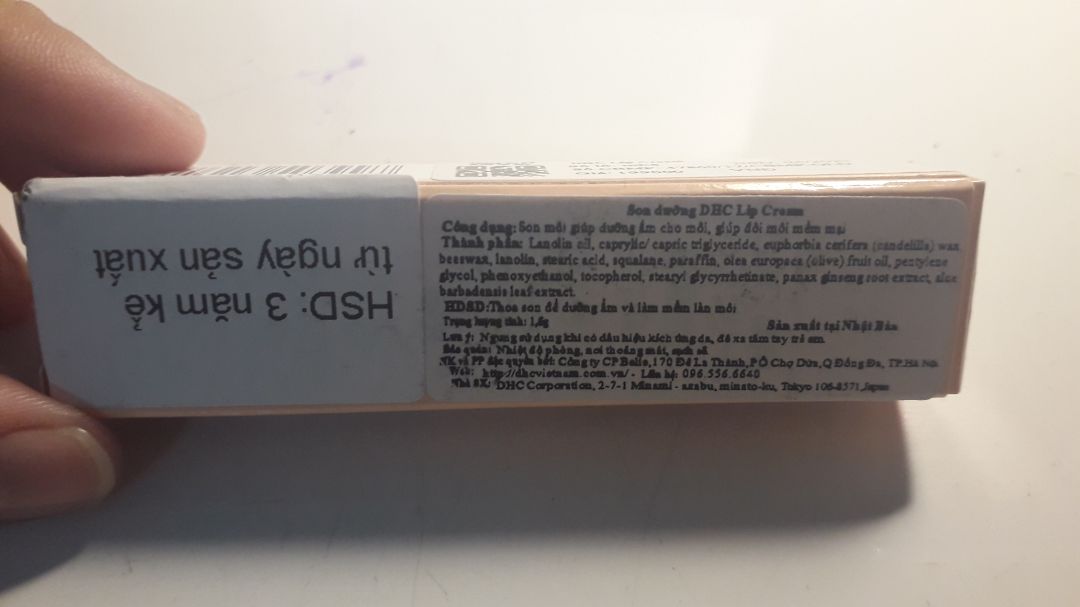 HSD: 3 năm kể
từ ngày sản xuất
Son dưỡng DHC Lip Cream
Công dụng: Son môi giúp dưỡng ẩm cho môi, giúp đôi môi mềm mại
Thành phần: Lanolin oil, caprylic/ capric triglyceride, euphorbia cerifera (candelilla) wax
beeswax, lanolin, stearic acid, squalane, paraffin, olea europaea (olive) fruit oil, pentylene
glycol, phenoxyethanol, tocopherol, stearyl glycyrrhetinate, panax ginseng root extract, aloe
barbadensis leaf extract.
HDSD: Thoa son để dưỡng ẩm và làm mềm làn môi
Trọng lượng tịnh: 1,5g
Sản xuất tại Nhật Bản
Lưu ý: Ngưng sử dụng khi có dấu hiệu kích ứng da, để xa tầm tay trẻ em.
Bảo quản: Nhiệt độ phòng, nơi thoáng mát, sạch sẽ
NK và PP độc quyền bởi: Công ty CP Belie, 170 Đê La Thành, P.Ô Chợ Dừa, Q Đống Đa, TP.Hà Nội
Web: http://dhcvietnam.com.vn/ - Liên hệ: 096.556.6640
Nhà SX: DHC Corporation, 2-7-1 Minami - azabu, minato-ku, Tokyo 106-8571, Japan